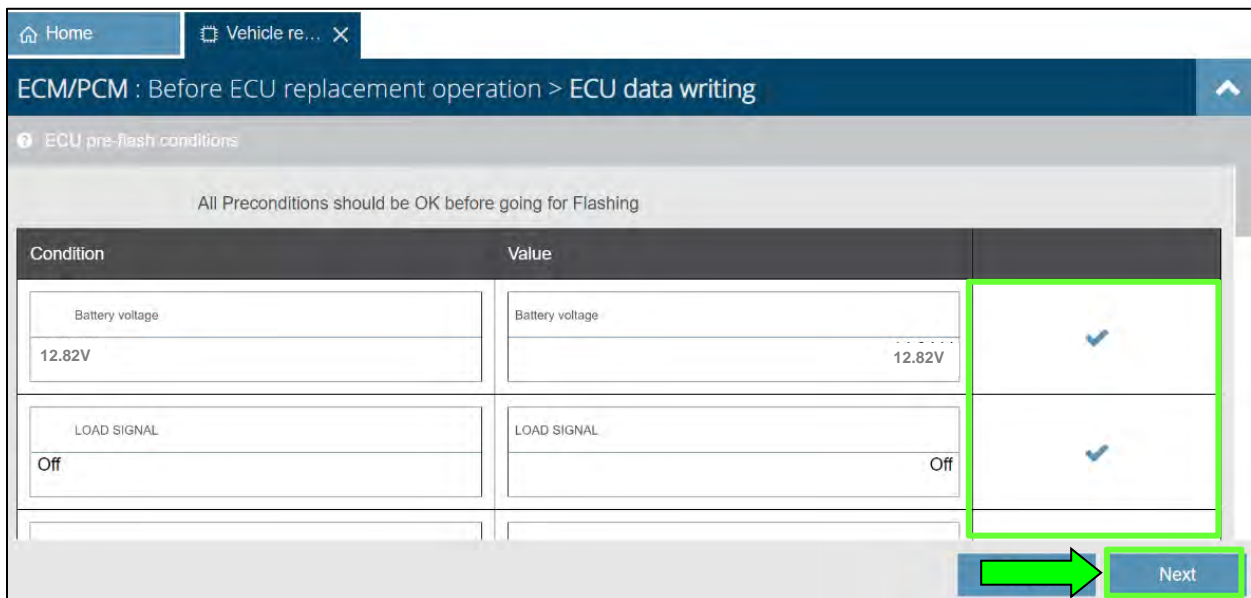 Home
Vehicle re...
ECM/PCM : Before ECU replacement operation > ECU data writing
ECU pre-flash conditions
All Preconditions should be OK before going for Flashing
Condition Value
Battery voltage Battery voltage
12.82V 12.82V
LOAD SIGNAL LOAD SIGNAL
Off Off
Next